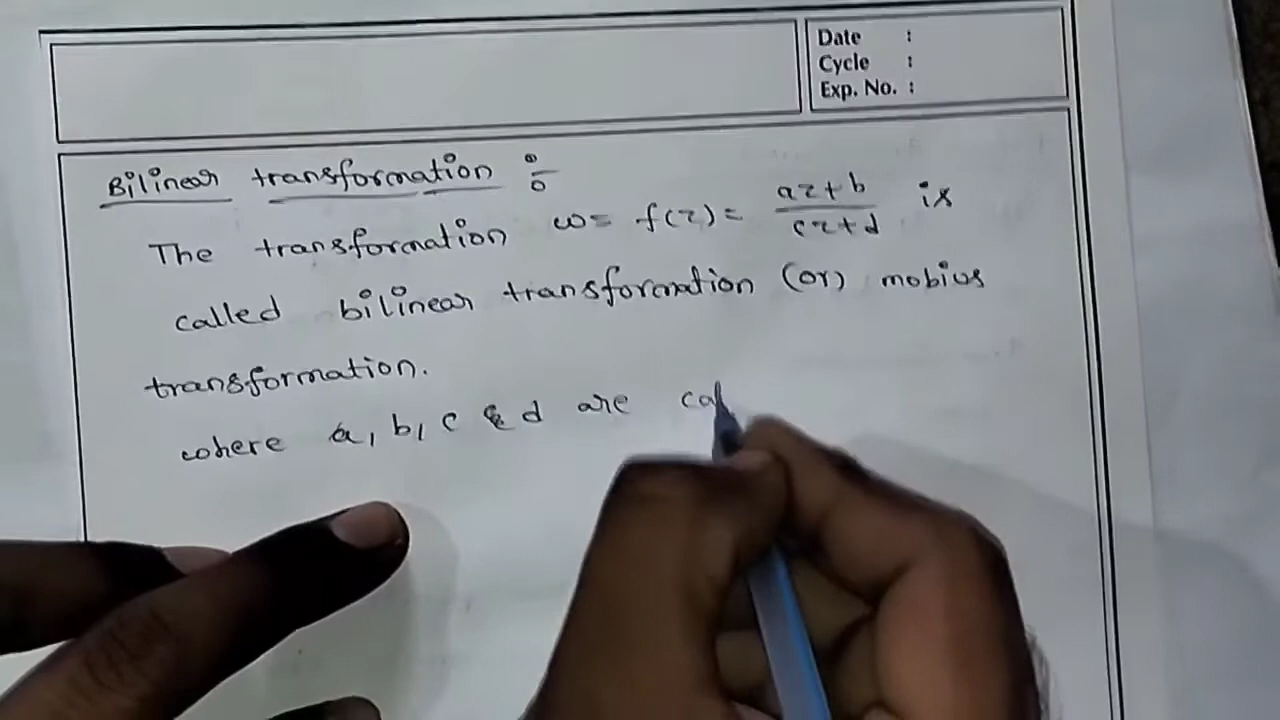 Date :
Cycle :
Exp. No. :
Bilinear transformation :-
The transformation w = f(z) = az+b / cz+d is
called bilinear transformation (or) mobius
transformation.
where a, b, c & d are